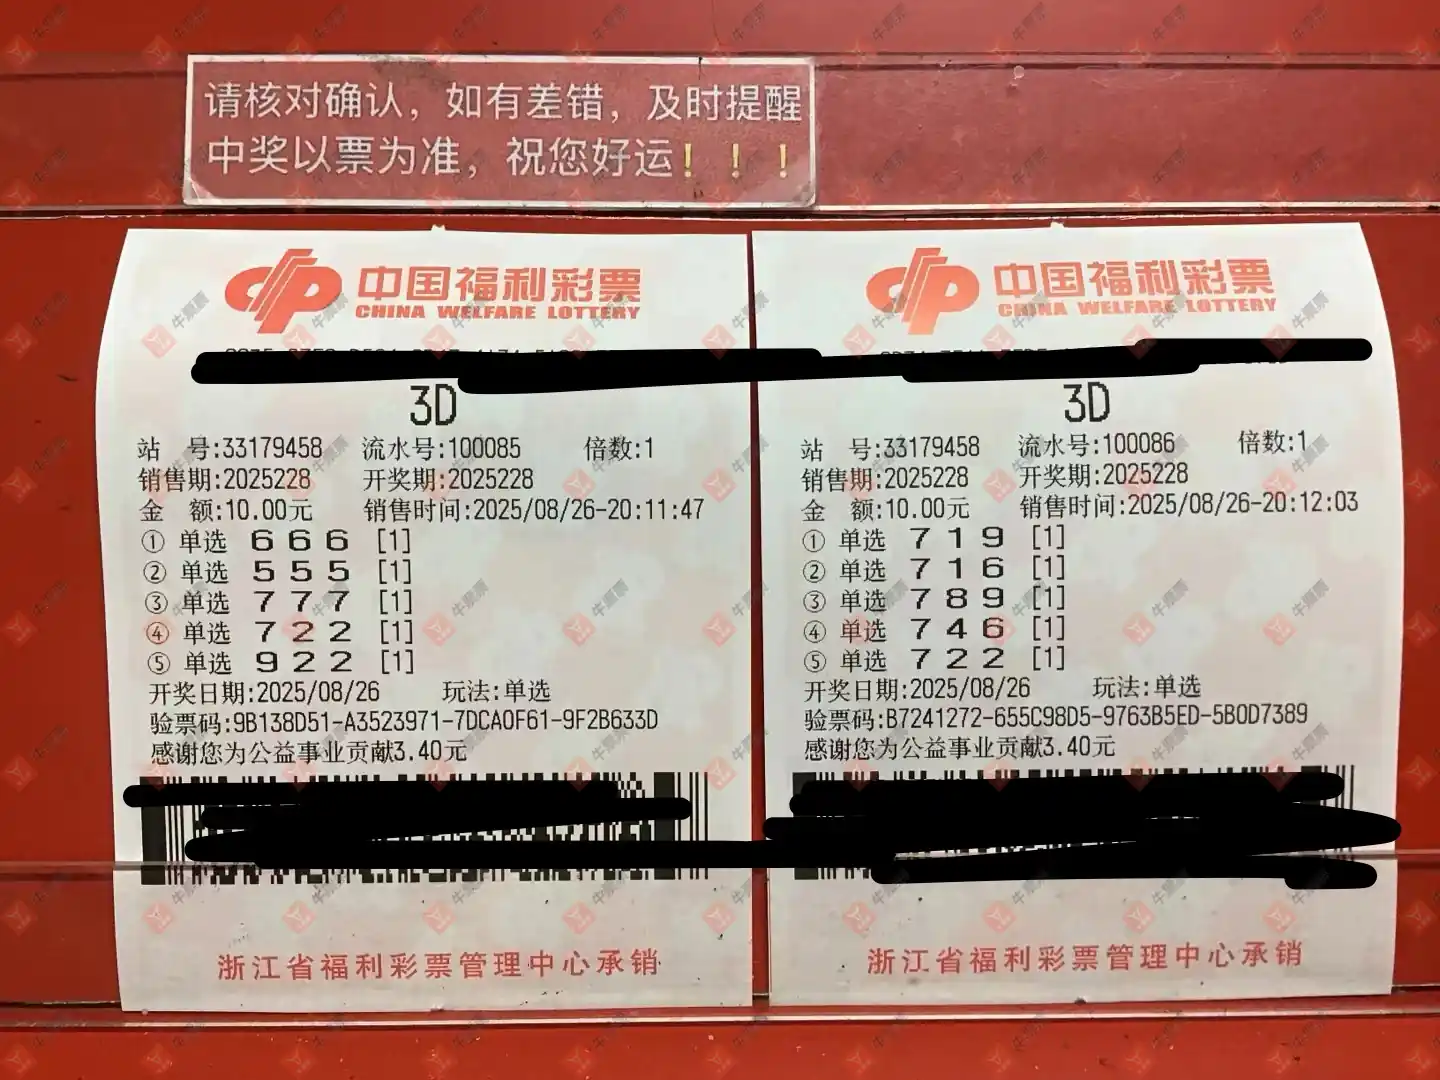 请核对确认，如有差错，及时提醒
中奖以票为准，祝您好运！！！
中国福利彩票
CHINA WELFARE LOTTERY
3D
站 号:33179458 流水号:100085 倍数:1
销售期:2025228 开奖期:2025228
金 额:10.00元 销售时间:2025/08/26-20:11:47
① 单选 6 6 6 [1]
② 单选 5 5 5 [1]
③ 单选 7 7 7 [1]
④ 单选 7 2 2 [1]
⑤ 单选 9 2 2 [1]
开奖日期:2025/08/26 玩法:单选
验票码:9B138D51-A3523971-7DCA0F61-9F2B633D
感谢您为公益事业贡献3.40元
浙江省福利彩票管理中心承销
中国福利彩票
CHINA WELFARE LOTTERY
3D
站 号:33179458 流水号:100086 倍数:1
销售期:2025228 开奖期:2025228
金 额:10.00元 销售时间:2025/08/26-20:12:03
① 单选 7 1 9 [1]
② 单选 7 1 6 [1]
③ 单选 7 8 9 [1]
④ 单选 7 4 6 [1]
⑤ 单选 7 2 2 [1]
开奖日期:2025/08/26 玩法:单选
验票码:B7241272-655C98D5-9763B5ED-5B0D7389
感谢您为公益事业贡献3.40元
浙江省福利彩票管理中心承销